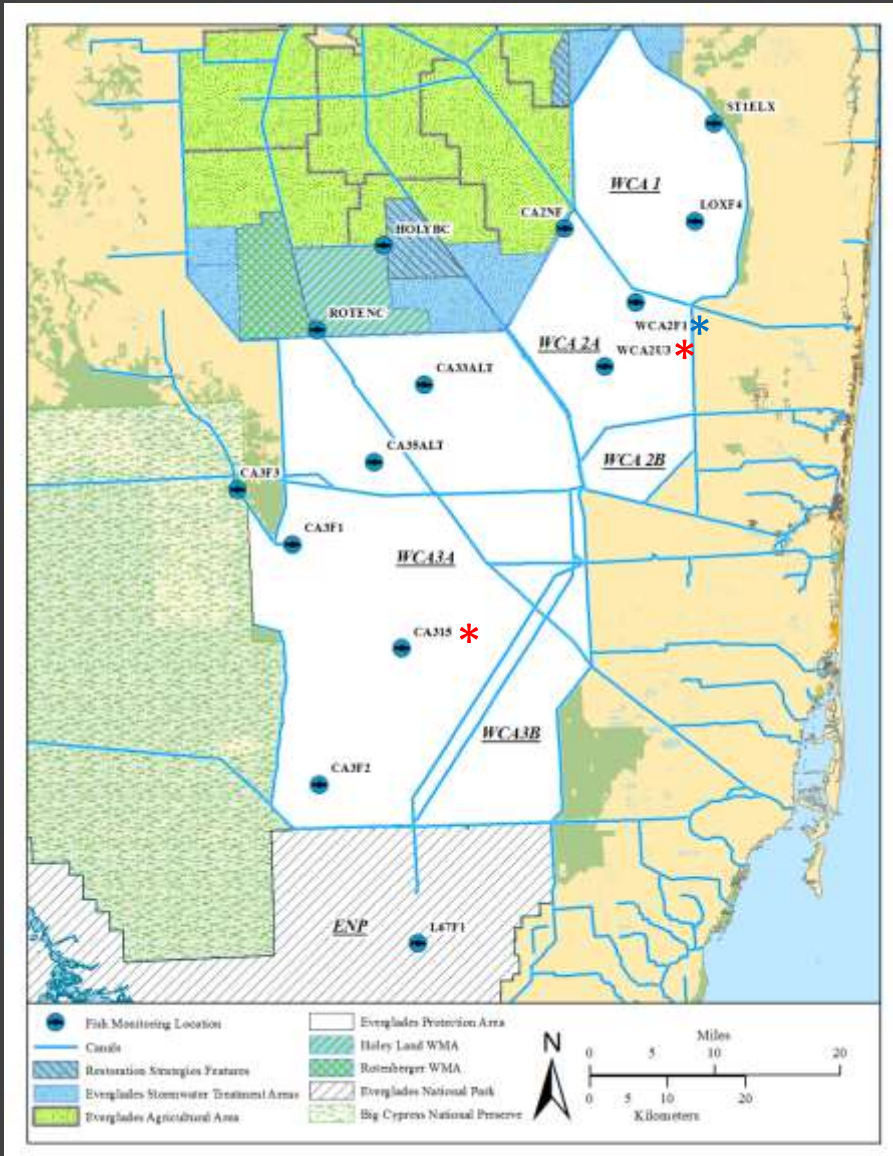 ST1ELX
WCA 1
LOXF4
CA2NF
HOLYBC
WCA2F1 *
ROTENC
WCA 2A
WCA2U3 *
CA33ALT
CA35ALT
WCA 2B
CA3F3
CA3F1
WCA3A
CA315 *
WCA3B
CA3F2
ENP
L67F1
Fish Monitoring Location
Canals
Restoration Strategies Features
Everglades Stormwater Treatment Areas
Everglades Agricultural Area
Everglades Protection Area
Holey Land WMA
Rotenberger WMA
Everglades National Park
Big Cypress National Preserve
N
Miles
0 5 10 20
0 5 10 20
Kilometers